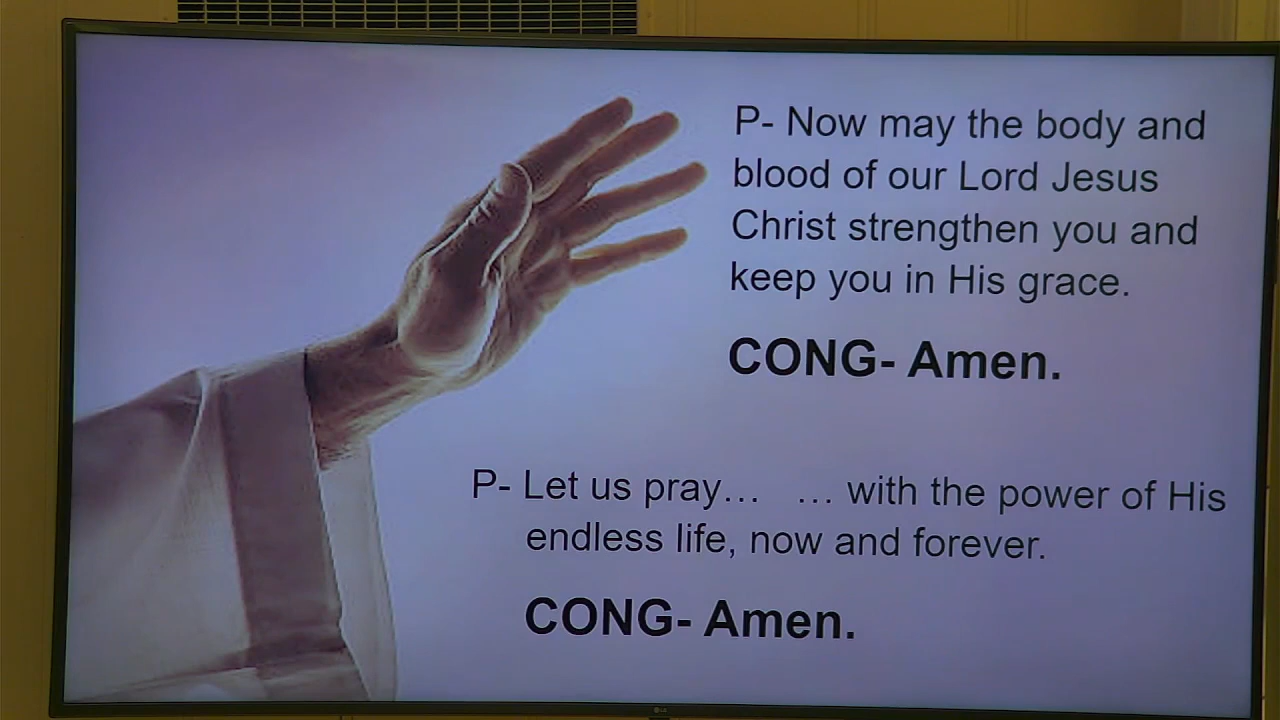 P- Now may the body and
blood of our Lord Jesus
Christ strengthen you and
keep you in His grace.
CONG- Amen.
P- Let us pray… … with the power of His
endless life, now and forever.
CONG- Amen.
LG